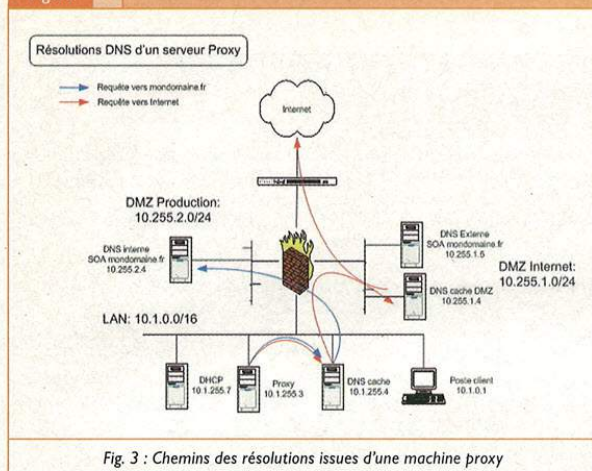 Résolutions DNS d'un serveur Proxy
Requête vers mondomaine.fr
Requête vers Internet
Internet
DMZ Production:
10.255.2.0/24
DNS interne
SOA mondomaine.fr
10.255.2.4
DNS Externe
SOA mondomaine.fr
10.255.1.5
DMZ Internet:
10.255.1.0/24
DNS cache DMZ
10.255.1.4
LAN: 10.1.0.0/16
DHCP
10.1.255.7
Proxy
10.1.255.3
DNS cache
10.1.255.4
Poste client
10.1.0.1
Fig. 3 : Chemins des résolutions issues d'une machine proxy